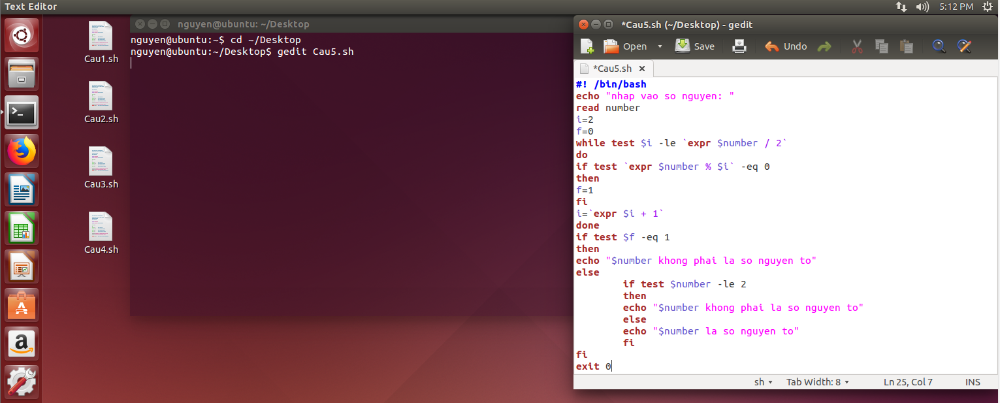 Text Editor
5:12 PM
Cau1.sh
Cau2.sh
Cau3.sh
Cau4.sh
nguyen@ubuntu: ~/Desktop
nguyen@ubuntu:~$ cd ~/Desktop
nguyen@ubuntu:~/Desktop$ gedit Cau5.sh
*Cau5.sh (~/Desktop) - gedit
Open Save Undo
*Cau5.sh
#! /bin/bash
echo "nhap vao so nguyen: "
read number
i=2
f=0
while test $i -le `expr $number / 2`
do
if test `expr $number % $i` -eq 0
then
f=1
fi
i=`expr $i + 1`
done
if test $f -eq 1
then
echo "$number khong phai la so nguyen to"
else
if test $number -le 2
then
echo "$number khong phai la so nguyen to"
else
echo "$number la so nguyen to"
fi
fi
exit 0
sh Tab Width: 8 Ln 25, Col 7 INS